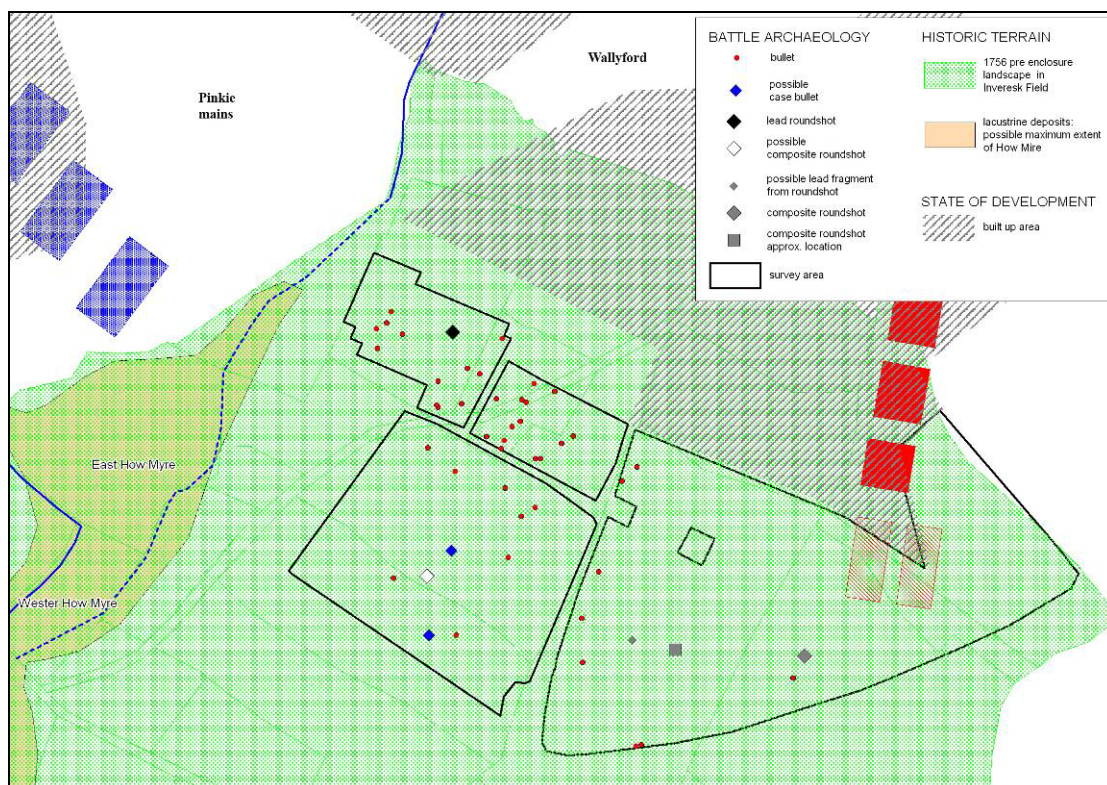 Pinkie
mains
Wallyford
East How Myre
Wester How Myre
BATTLE ARCHAEOLOGY
bullet
possible
case bullet
lead roundshot
possible
composite roundshot
possible lead fragment
from roundshot
composite roundshot
composite roundshot
approx. location
survey area
HISTORIC TERRAIN
1756 pre enclosure
landscape in
Inveresk Field
lacustrine deposits:
possible maximum extent
of How Mire
STATE OF DEVELOPMENT
built up area